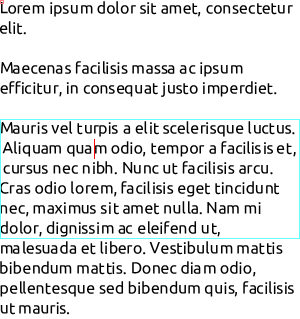 Lorem ipsum dolor sit amet, consectetur
elit.
Maecenas facilisis massa ac ipsum
efficitur, in consequat justo imperdiet.
Mauris vel turpis a elit scelerisque luctus.
Aliquam quam odio, tempor a facilisis et,
cursus nec nibh. Nunc ut facilisis arcu.
Cras odio lorem, facilisis eget tincidunt
nec, maximus sit amet nulla. Nam mi
dolor, dignissim ac eleifend ut,
malesuada et libero. Vestibulum mattis
bibendum mattis. Donec diam odio,
pellentesque sed bibendum quis, facilisis
ut mauris.